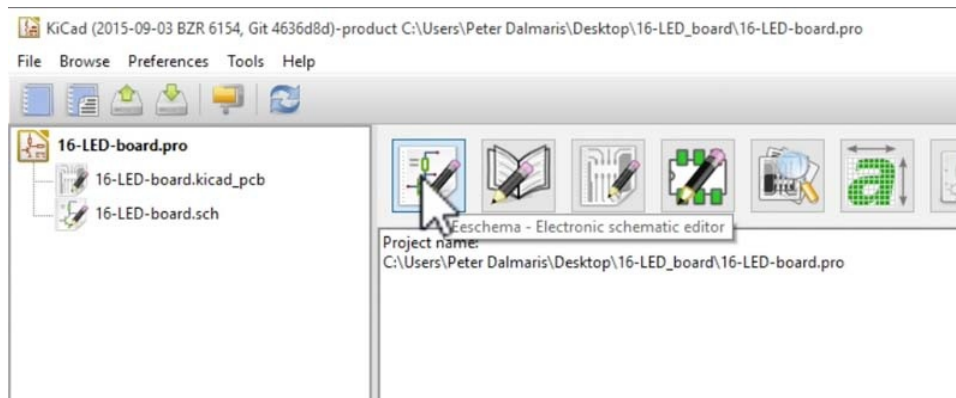 KiCad (2015-09-03 BZR 6154, Git 4636d8d)-product C:\Users\Peter Dalmaris\Desktop\16-LED_board\16-LED-board.pro
File Browse Preferences Tools Help
16-LED-board.pro
16-LED-board.kicad_pcb
16-LED-board.sch
a
Eeschema - Electronic schematic editor
Project name:
C:\Users\Peter Dalmaris\Desktop\16-LED_board\16-LED-board.pro